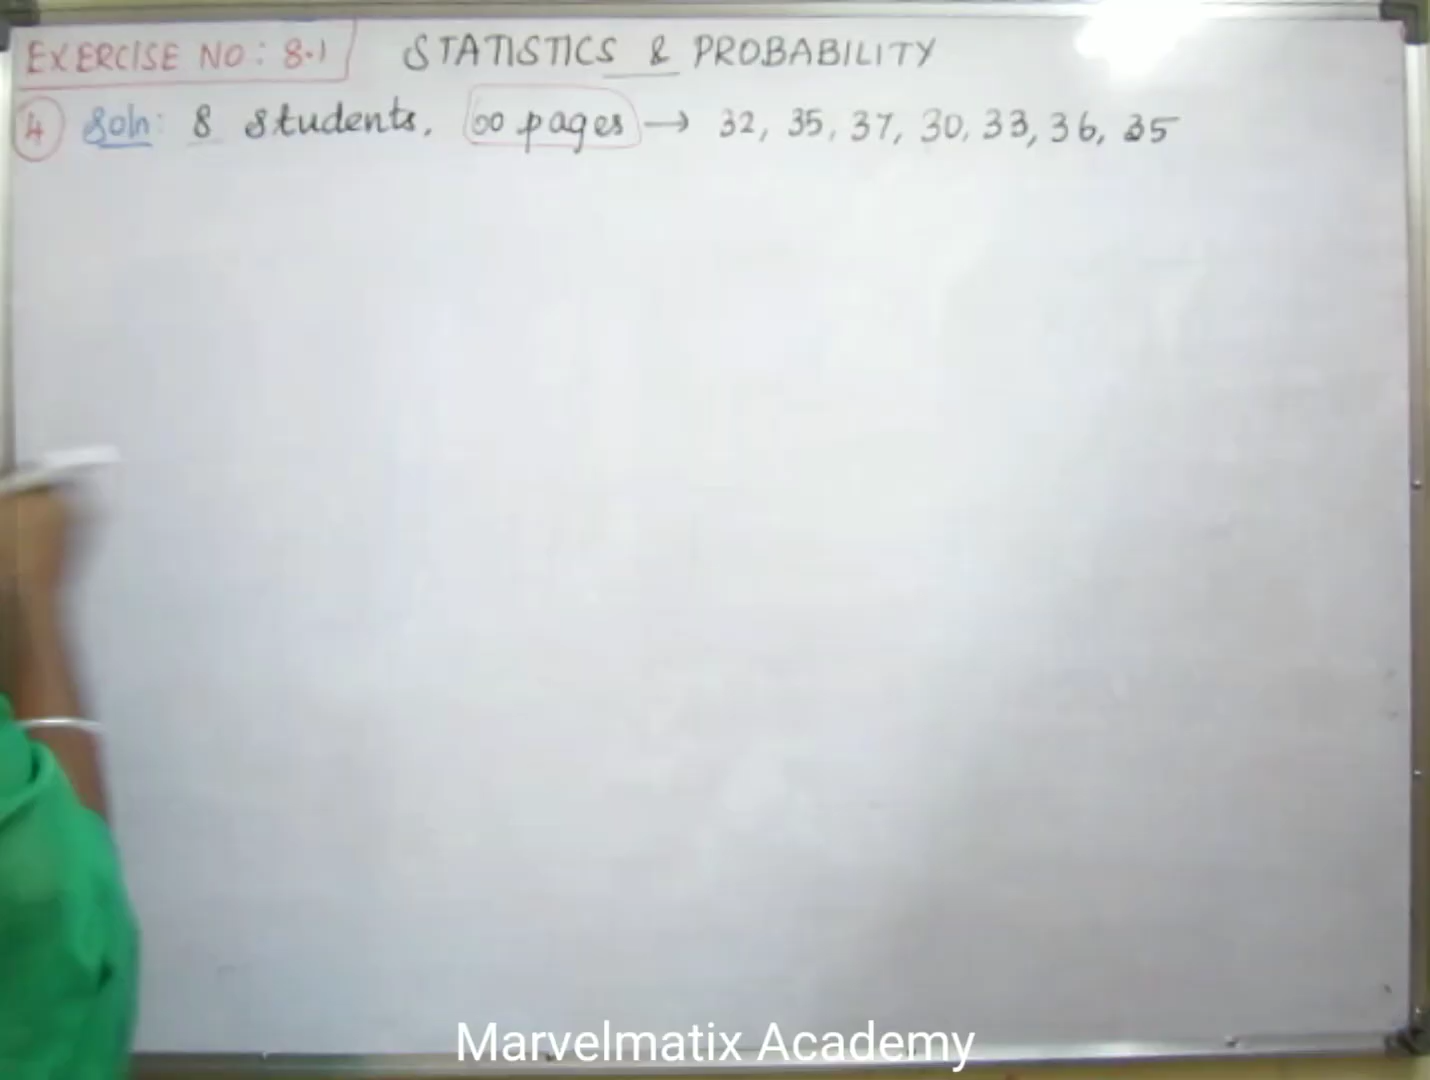 EXERCISE NO: 8.1 STATISTICS & PROBABILITY
4 Soln: 8 Students, 60 pages → 32, 35, 37, 30, 33, 36, 35
Marvelmatix Academy